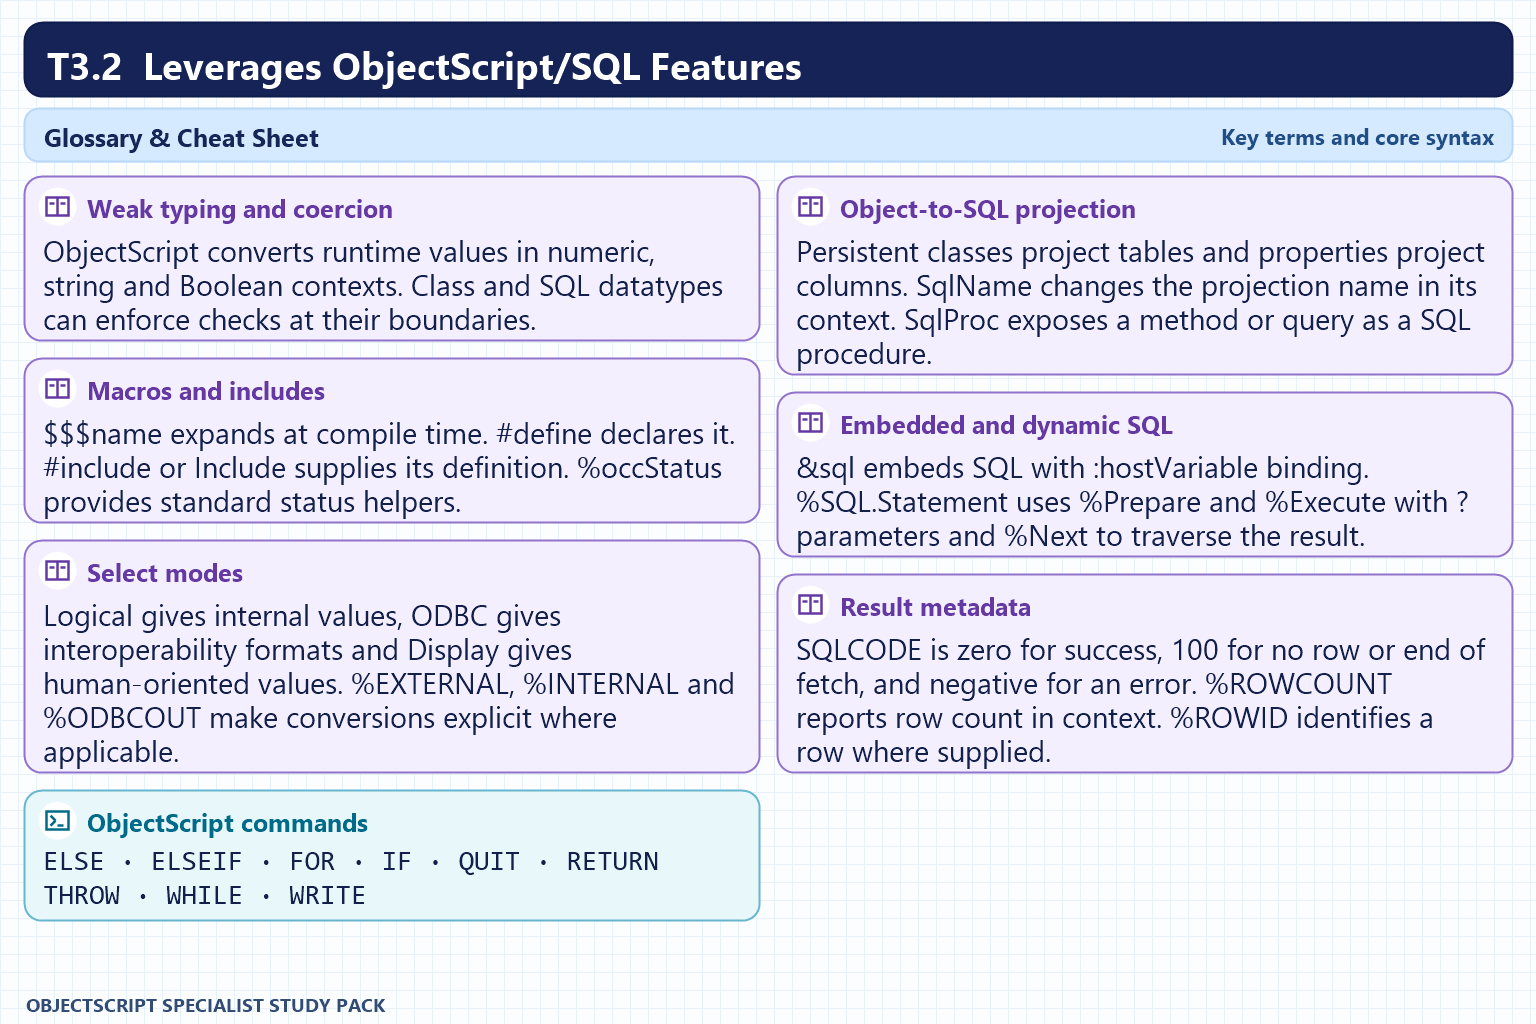 T3.2 Leverages ObjectScript/SQL Features
Glossary & Cheat Sheet
Key terms and core syntax
Weak typing and coercion
ObjectScript converts runtime values in numeric,
string and Boolean contexts. Class and SQL datatypes
can enforce checks at their boundaries.
Macros and includes
$$$name expands at compile time. #define declares it.
#include or Include supplies its definition. %occStatus
provides standard status helpers.
Select modes
Logical gives internal values, ODBC gives
interoperability formats and Display gives
human-oriented values. %EXTERNAL, %INTERNAL and
%ODBCOUT make conversions explicit where
applicable.
ObjectScript commands
ELSE · ELSEIF · FOR · IF · QUIT · RETURN
THROW · WHILE · WRITE
Object-to-SQL projection
Persistent classes project tables and properties project
columns. SqlName changes the projection name in its
context. SqlProc exposes a method or query as a SQL
procedure.
Embedded and dynamic SQL
&sql embeds SQL with :hostVariable binding.
%SQL.Statement uses %Prepare and %Execute with ?
parameters and %Next to traverse the result.
Result metadata
SQLCODE is zero for success, 100 for no row or end of
fetch, and negative for an error. %ROWCOUNT
reports row count in context. %ROWID identifies a
row where supplied.
OBJECTSCRIPT SPECIALIST STUDY PACK